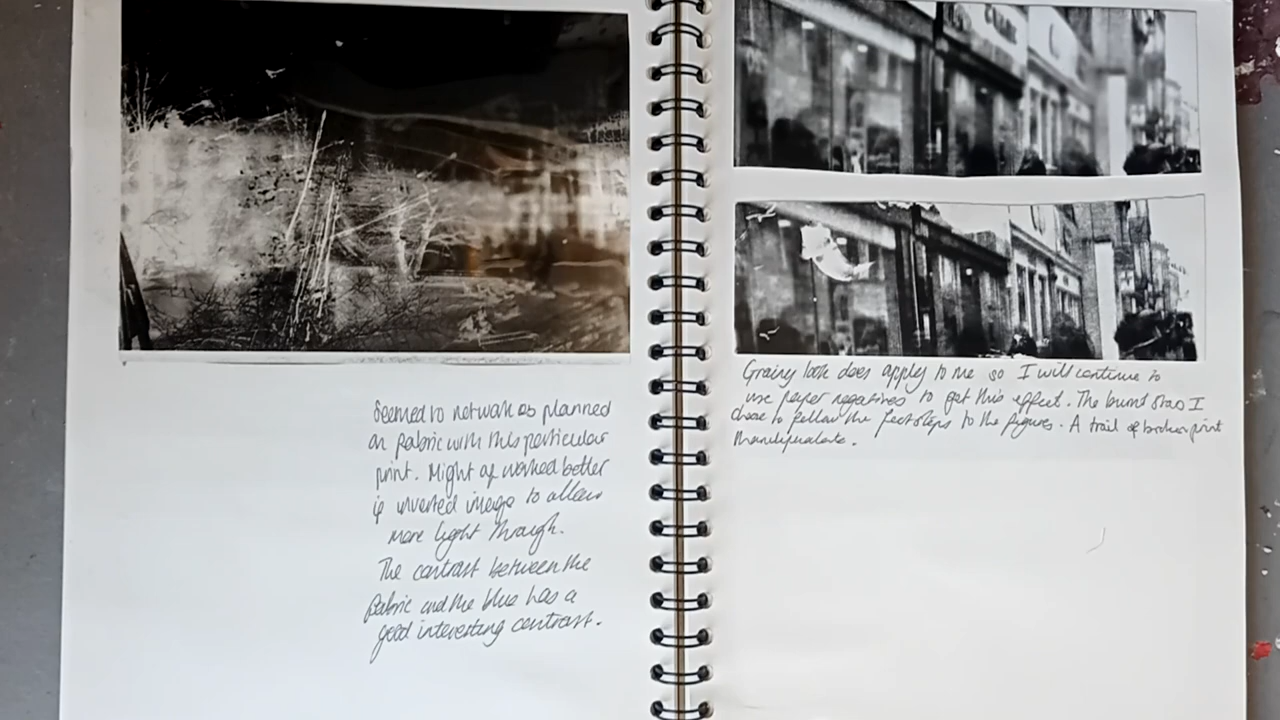 Seemed to not work as planned
on fabric with this particular
print. Might of worked better
if inverted image to allow
more light through.
The contrast between the
fabric and the blue has a
good interesting contrast.
Grainy look does apply to me so I will continue to
use paper negatives to get this effect. The burnt I
chose to follow the footsteps to the figures. A trail of broken print